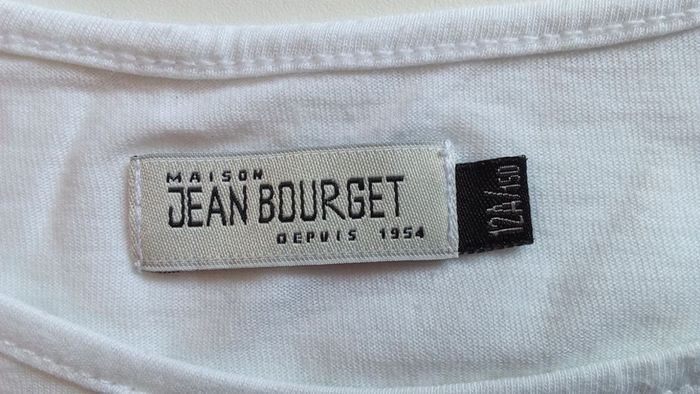 MAISON
JEAN BOURGET
DEPUIS 1954
12A/150